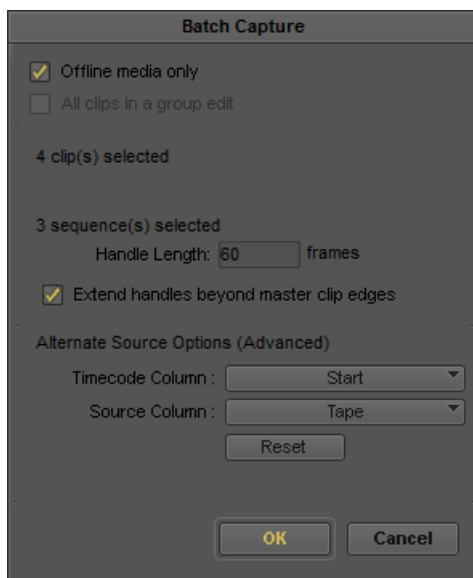 Batch Capture
Offline media only
All clips in a group edit
4 clip(s) selected
3 sequence(s) selected
Handle Length: 60 frames
Extend handles beyond master clip edges
Alternate Source Options (Advanced)
Timecode Column : Start
Source Column : Tape
Reset
OK Cancel